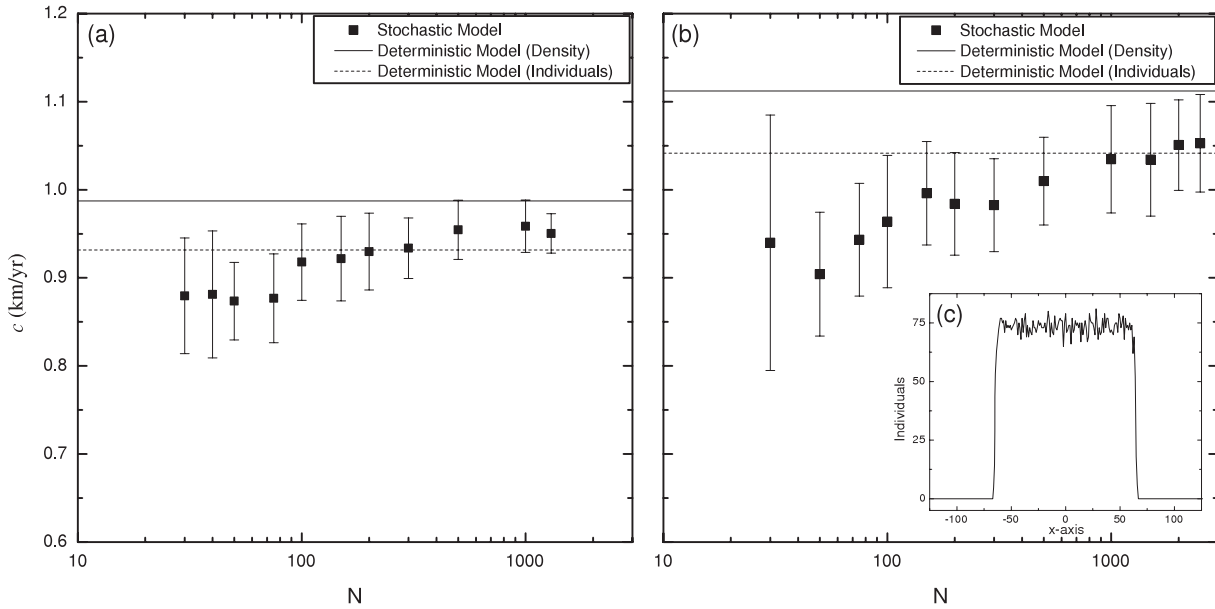 (a)
Stochastic Model
Deterministic Model (Density)
Deterministic Model (Individuals)
1.2
1.1
1.0
0.9
0.8
0.7
0.6
c (km/yr)
10
100
1000
N
(b)
Stochastic Model
Deterministic Model (Density)
Deterministic Model (Individuals)
10
100
1000
N
(c)
75
50
25
0
Individuals
-100
-50
0
50
100
x-axis